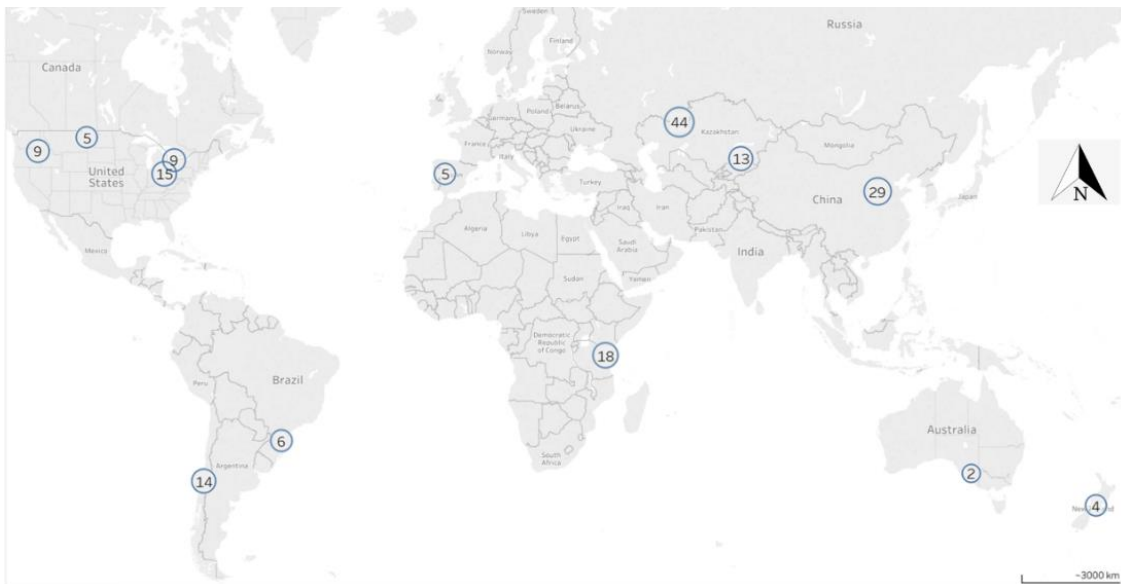 Sweden
Russia
Finland
Norway
Canada
Belarus
Poland
Germany
44
Kazakhstan
Ukraine
5
France
Mongolia
9
9
Italy
13
15
United
States
5
Turkey
29
China
Japan
N
Iraq
Iran
Algeria
Libya
Egypt
Pakistan
Saudi
Arabia
Mexico
India
Sudan
Yemen
Democratic
Republic
of Congo
18
Brazil
Peru
Australia
6
South
Africa
Argentina
14
2
4
~3000 km